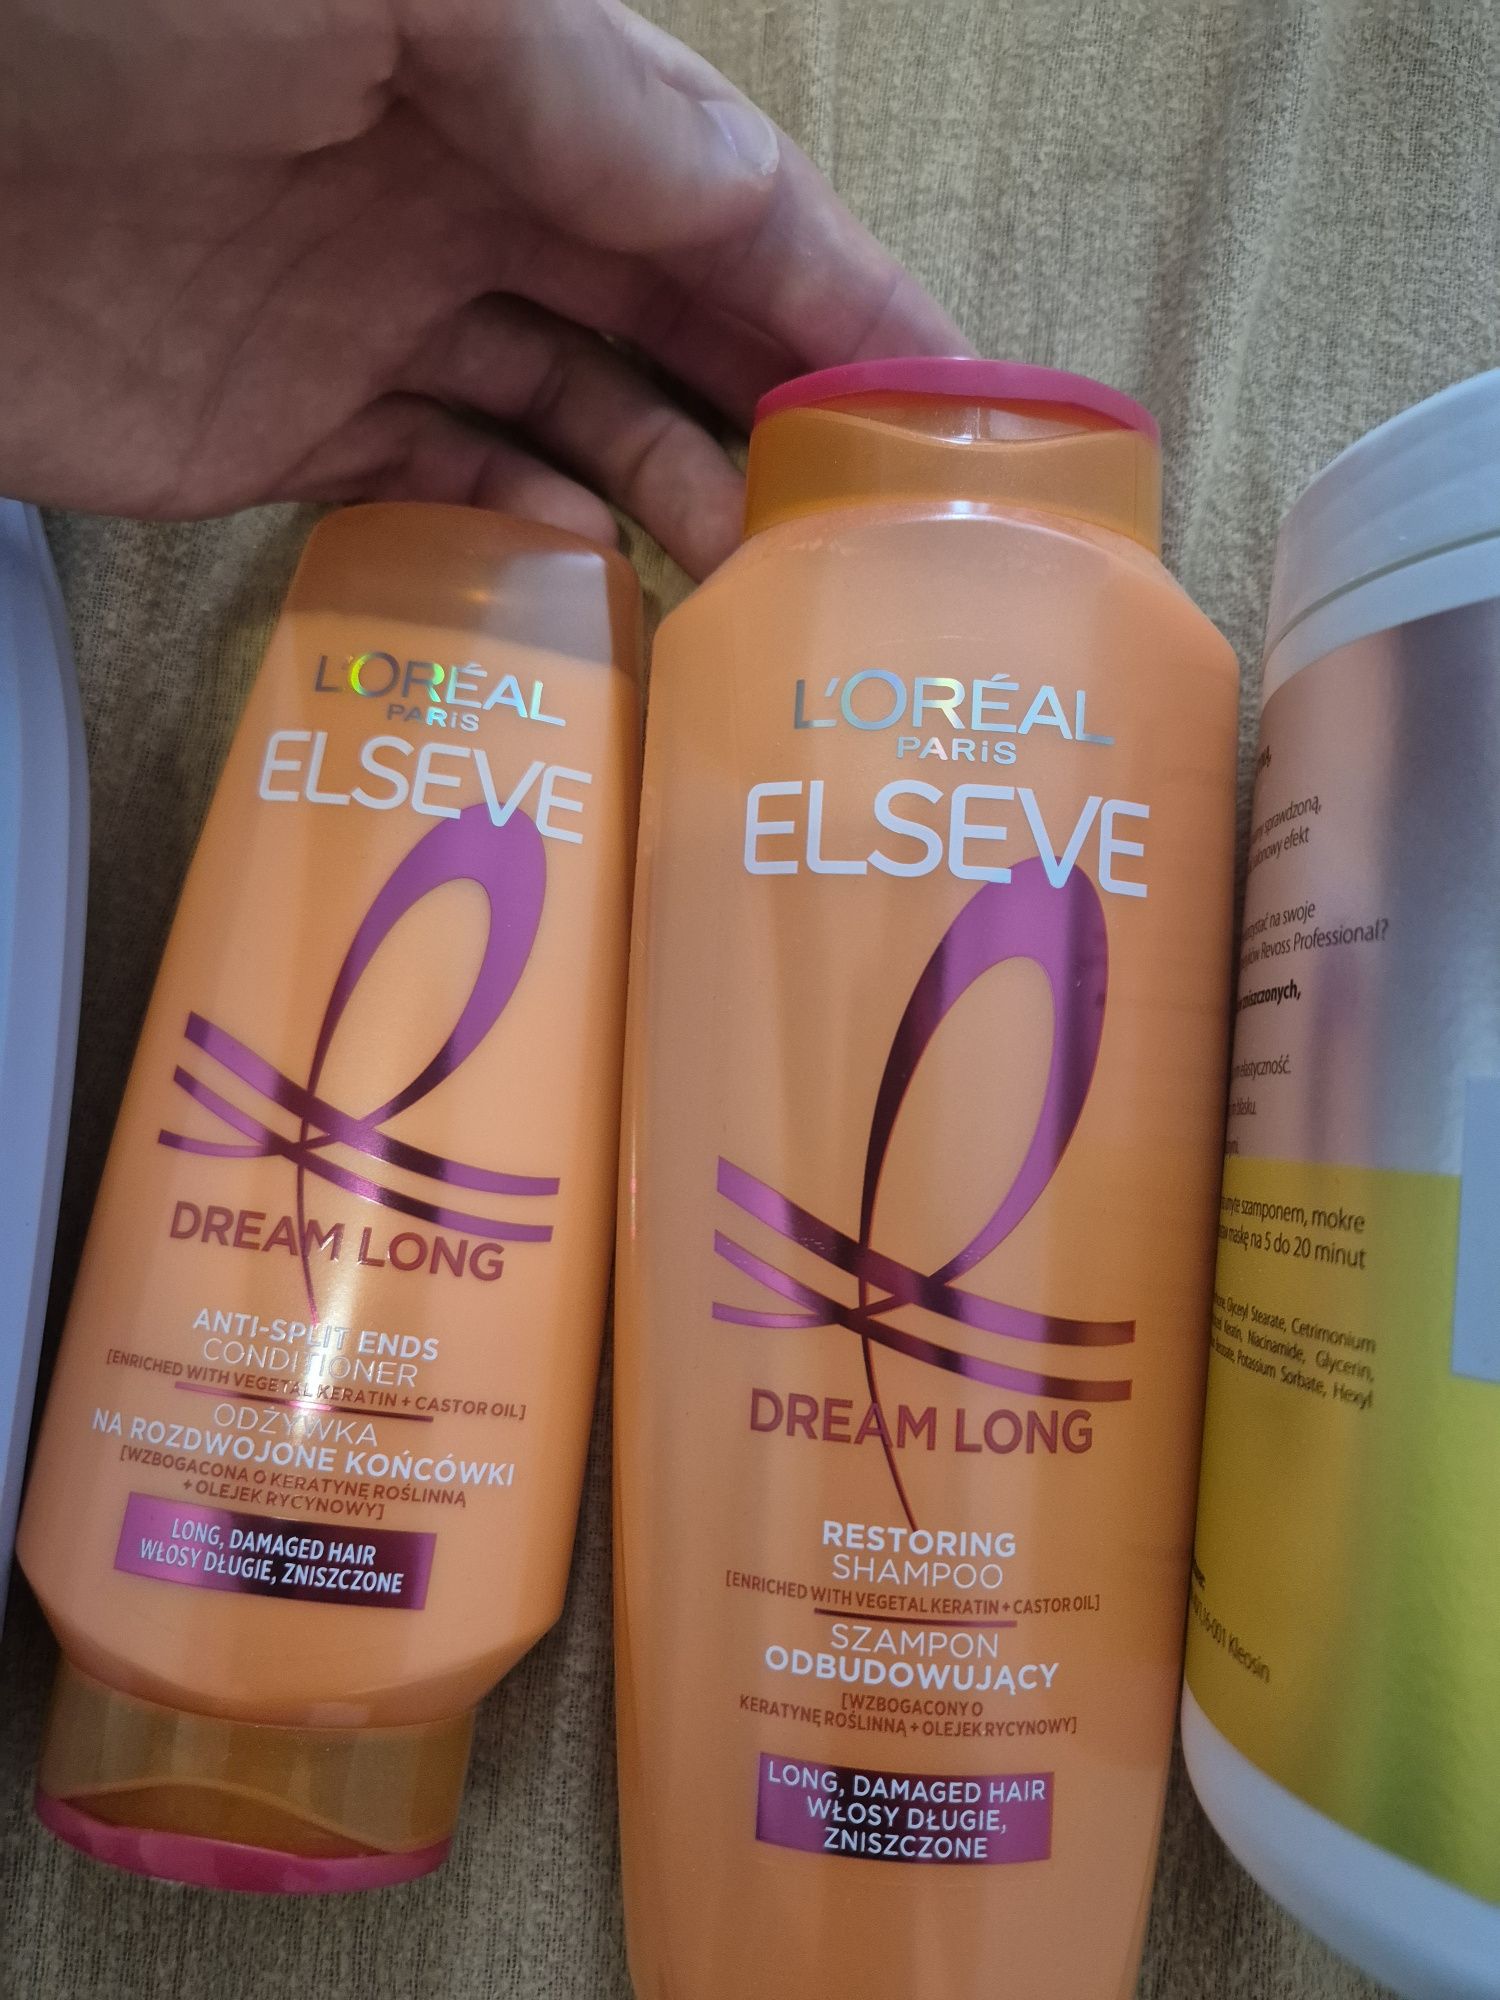 L'ORÉAL
PARiS
ELSEVE
DREAM LONG
ANTI-SPLIT ENDS
CONDITIONER
[ENRICHED WITH VEGETAL KERATIN + CASTOR OIL]
ODŻYWKA
NA ROZDWOJONE KOŃCÓWKI
[WZBOGACONA O KERATYNĘ ROŚLINNĄ
+ OLEJEK RYCYNOWY]
LONG, DAMAGED HAIR
WŁOSY DŁUGIE, ZNISZCZONE
L'ORÉAL
PARiS
ELSEVE
DREAM LONG
RESTORING
SHAMPOO
[ENRICHED WITH VEGETAL KERATIN + CASTOR OIL]
SZAMPON
ODBUDOWUJĄCY
[WZBOGACONY O
KERATYNĘ ROŚLINNĄ + OLEJEK RYCYNOWY]
LONG, DAMAGED HAIR
WŁOSY DŁUGIE,
ZNISZCZONE
sprawdzoną,
efekt
na swoje
Revoss Professional?
zniszczonych,
elastyczność.
blasku.
szamponem, mokre
maskę na 5 do 20 minut
Glyceryl Stearate, Cetrimonium
Keratin, Niacinamide, Glycerin,
Potassium Sorbate, Hexyl
16-001 Kleosin